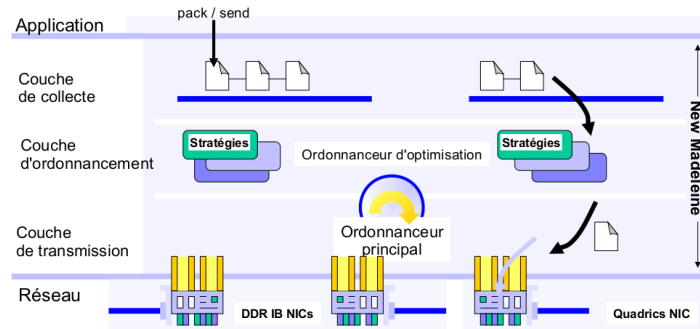 pack / send
Application
Couche
de collecte
Couche
d'ordonnancement
Stratégies
Ordonnanceur d'optimisation
Stratégies
New Madeleine
Ordonnanceur
principal
Couche
de transmission
Réseau
DDR IB NICs
Quadrics NIC